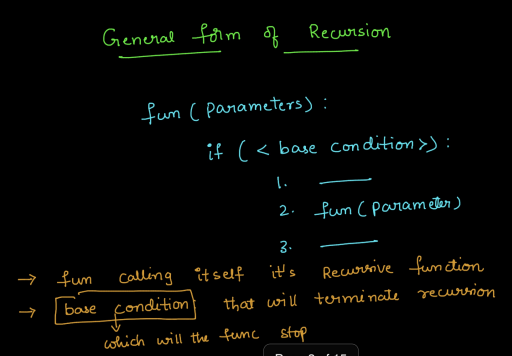 General form of Recursion
fun ( Parameters ) :
if ( < base condition > ) :
1. ———
2. fun ( Parameter )
3. ———
→ fun calling itself it's Recursive function
→ base condition that will terminate recursion
which will the func stop